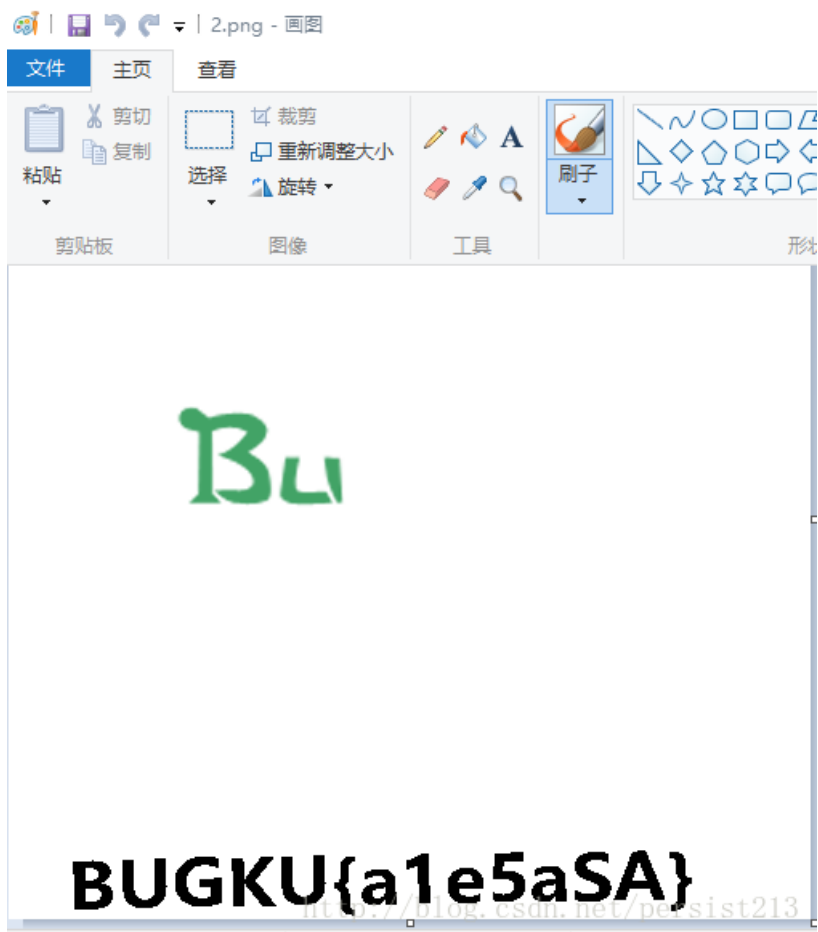 2.png - 画图
文件 主页 查看
粘贴 剪切 复制 选择 裁剪 重新调整大小 旋转 A 刷子
剪贴板 图像 工具
Bu
BUGKU{a1e5aSA}
http://blog.csdn.net/persist213